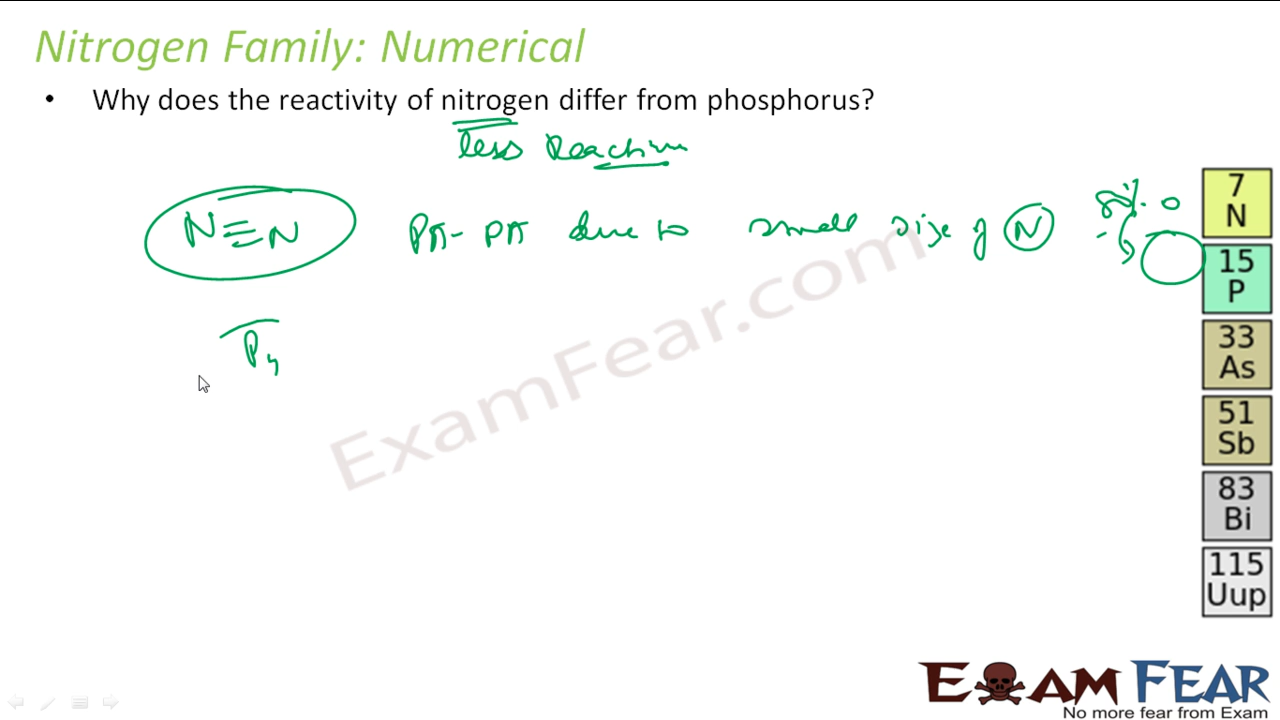 Nitrogen Family: Numerical
• Why does the reactivity of nitrogen differ from phosphorus?
less Reactive
N≡N Pπ-Pπ due to small size of N
P4
7
N
15
P
33
As
51
Sb
83
Bi
115
Uup
ExamFear.com
EXAM FEAR
No more fear from Exam